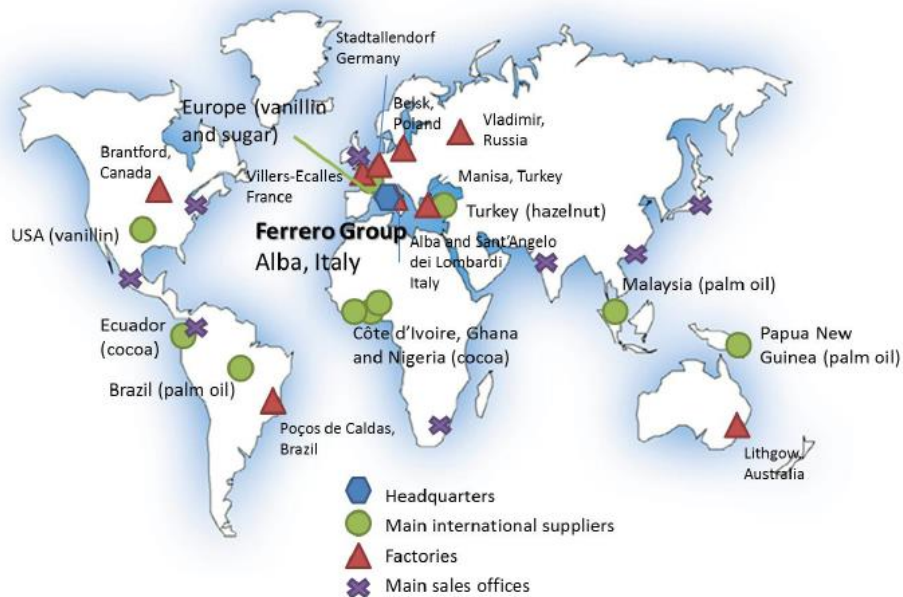 Stadtallendorf
Germany
Europe (vanillin
and sugar)
Belsk,
Poland
Vladimir,
Russia
Brantford,
Canada
Villers-Ecalles
France
Manisa, Turkey
USA (vanillin)
Turkey (hazelnut)
Ferrero Group
Alba, Italy
Alba and Sant'Angelo
dei Lombardi
Italy
Malaysia (palm oil)
Ecuador
(cocoa)
Côte d'Ivoire, Ghana
and Nigeria (cocoa)
Papua New
Guinea (palm oil)
Brazil (palm oil)
Poços de Caldas,
Brazil
Lithgow,
Australia
Headquarters
Main international suppliers
Factories
Main sales offices